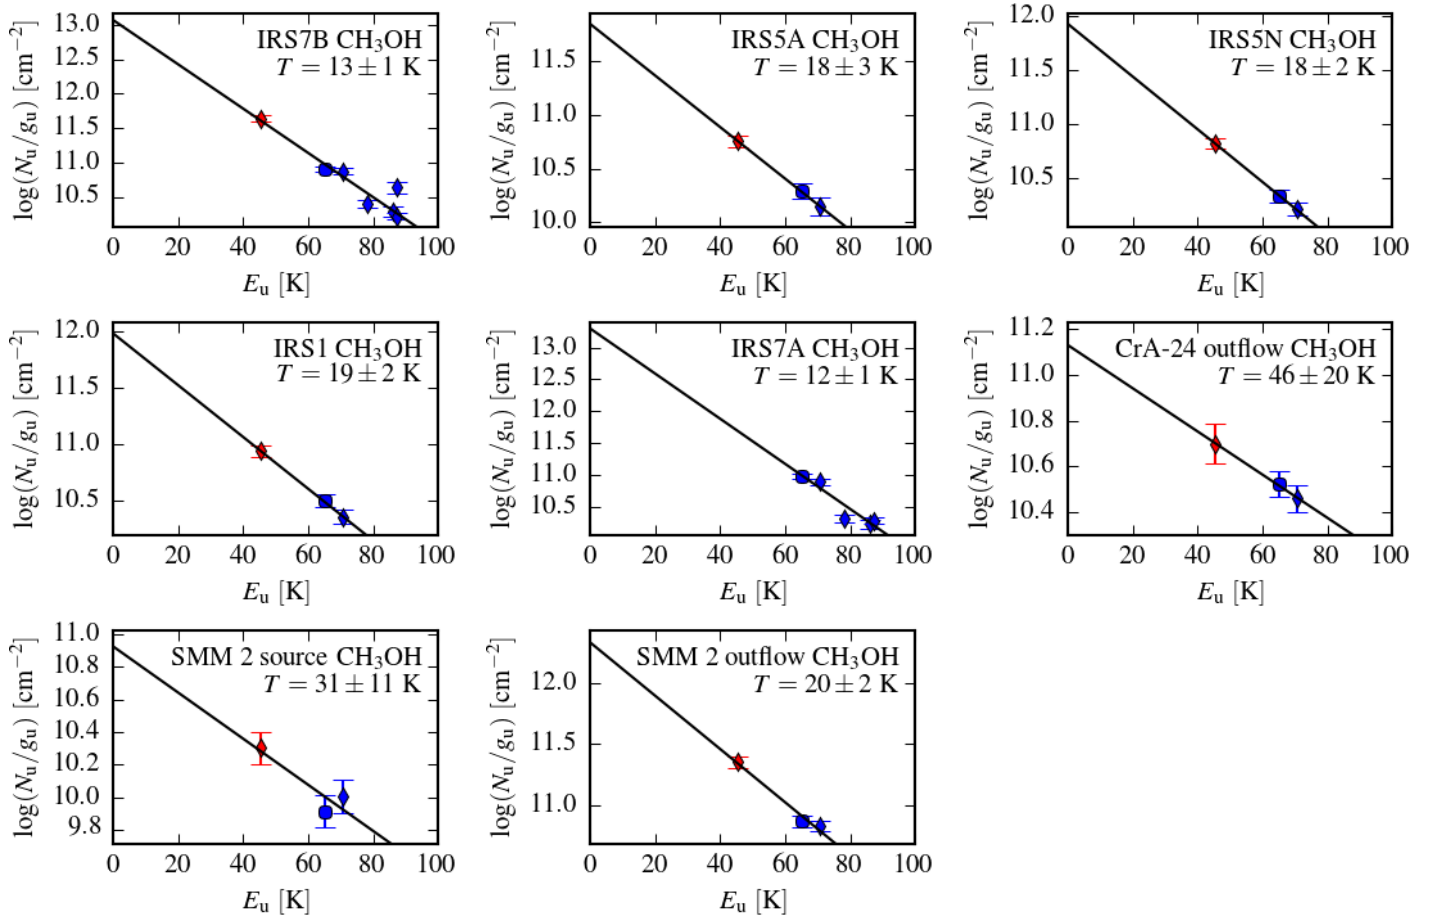 log(Nu/gu) [cm−2]
13.0
12.5
12.0
11.5
11.0
10.5
IRS7B CH3OH
T = 13 ± 1 K
0 20 40 60 80 100
Eu [K]
log(Nu/gu) [cm−2]
11.5
11.0
10.5
10.0
IRS5A CH3OH
T = 18 ± 3 K
0 20 40 60 80 100
Eu [K]
log(Nu/gu) [cm−2]
12.0
11.5
11.0
10.5
IRS5N CH3OH
T = 18 ± 2 K
0 20 40 60 80 100
Eu [K]
log(Nu/gu) [cm−2]
12.0
11.5
11.0
10.5
IRS1 CH3OH
T = 19 ± 2 K
0 20 40 60 80 100
Eu [K]
log(Nu/gu) [cm−2]
13.0
12.5
12.0
11.5
11.0
10.5
IRS7A CH3OH
T = 12 ± 1 K
0 20 40 60 80 100
Eu [K]
log(Nu/gu) [cm−2]
11.2
11.0
10.8
10.6
10.4
CrA-24 outflow CH3OH
T = 46 ± 20 K
0 20 40 60 80 100
Eu [K]
log(Nu/gu) [cm−2]
11.0
10.8
10.6
10.4
10.2
10.0
9.8
SMM 2 source CH3OH
T = 31 ± 11 K
0 20 40 60 80 100
Eu [K]
log(Nu/gu) [cm−2]
12.0
11.5
11.0
SMM 2 outflow CH3OH
T = 20 ± 2 K
0 20 40 60 80 100
Eu [K]